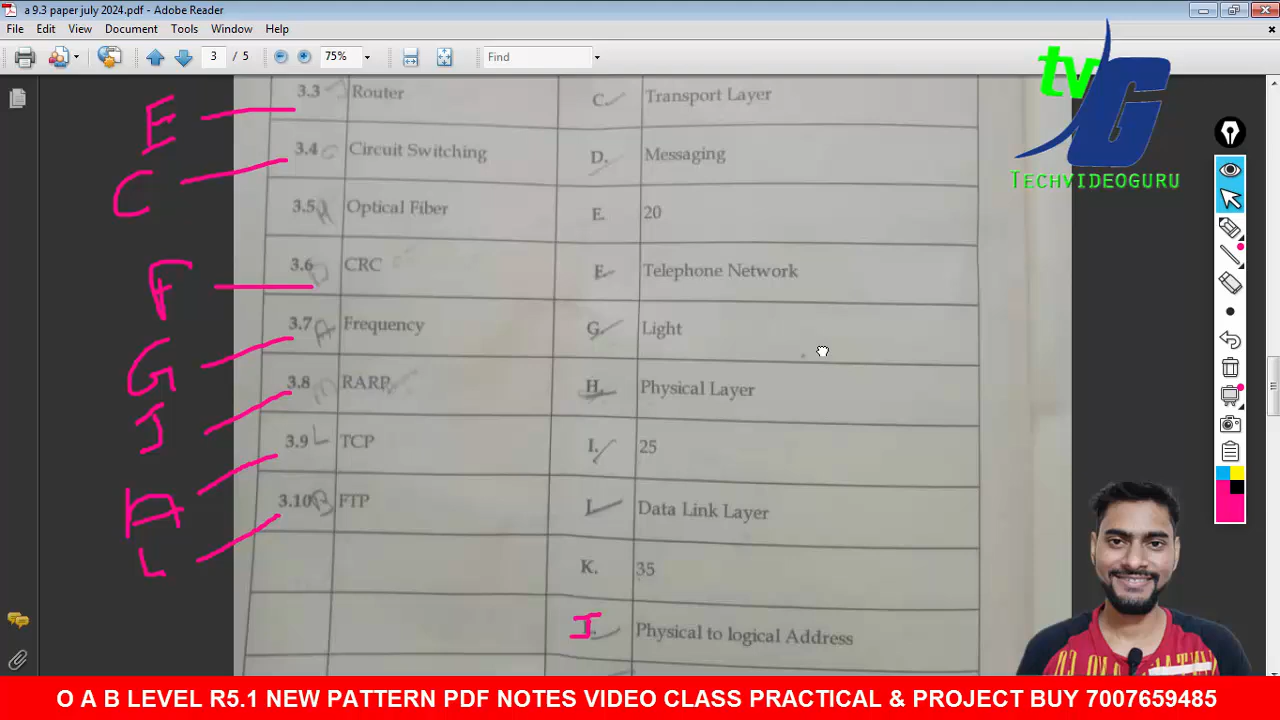 a 9.3 paper july 2024.pdf - Adobe Reader
File Edit View Document Tools Window Help
3 / 5 75% Find
tv G
TECHVIDEOGURU
3.3 Router C. Transport Layer
E
3.4 Circuit Switching D. Messaging
C
3.5 Optical Fiber E. 20
3.6 CRC F. Telephone Network
F
3.7 Frequency G. Light
G
3.8 RARP H. Physical Layer
J
3.9 L TCP I. 25
A
3.10 B FTP J. Data Link Layer
L
K. 35
I Physical to logical Address
O A B LEVEL R5.1 NEW PATTERN PDF NOTES VIDEO CLASS PRACTICAL & PROJECT BUY 7007659485